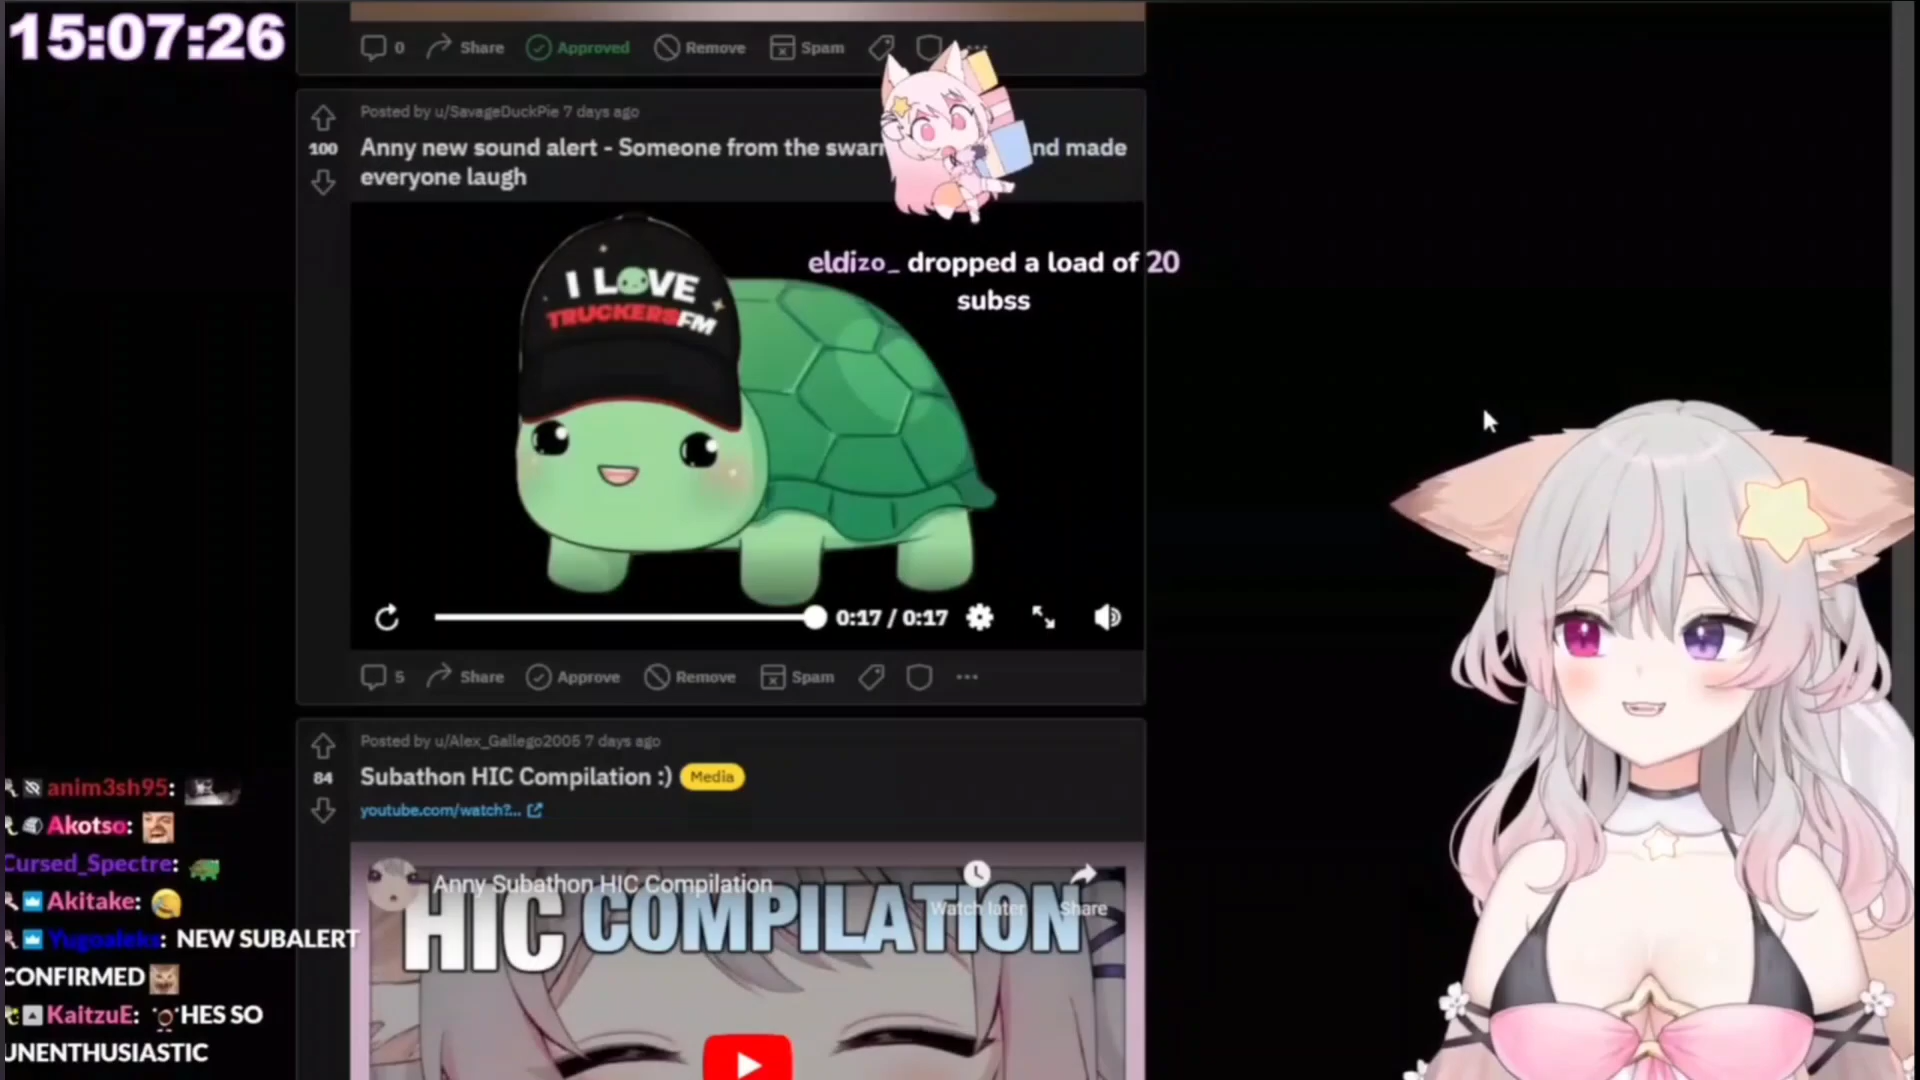 15:07:26
0 Share Approved Remove Spam
Posted by u/SavageDuckPie 7 days ago
100
Anny new sound alert - Someone from the swar nd made
everyone laugh
eldizo_ dropped a load of 20
subss
I LOVE
TRUCKERSFM
0:17 / 0:17
5 Share Approve Remove Spam
Posted by u/Alex_Gallego2005 7 days ago
84
Subathon HIC Compilation :) Media
youtube.com/watch?...
Anny Subathon HIC Compilation
Watch later Share
HIC COMPILATION
anim3sh95:
Akotso:
Cursed_Spectre:
Akitake:
Yugoaleks: NEW SUBALERT
CONFIRMED
KaitzuE: HES SO
UNENTHUSIASTIC